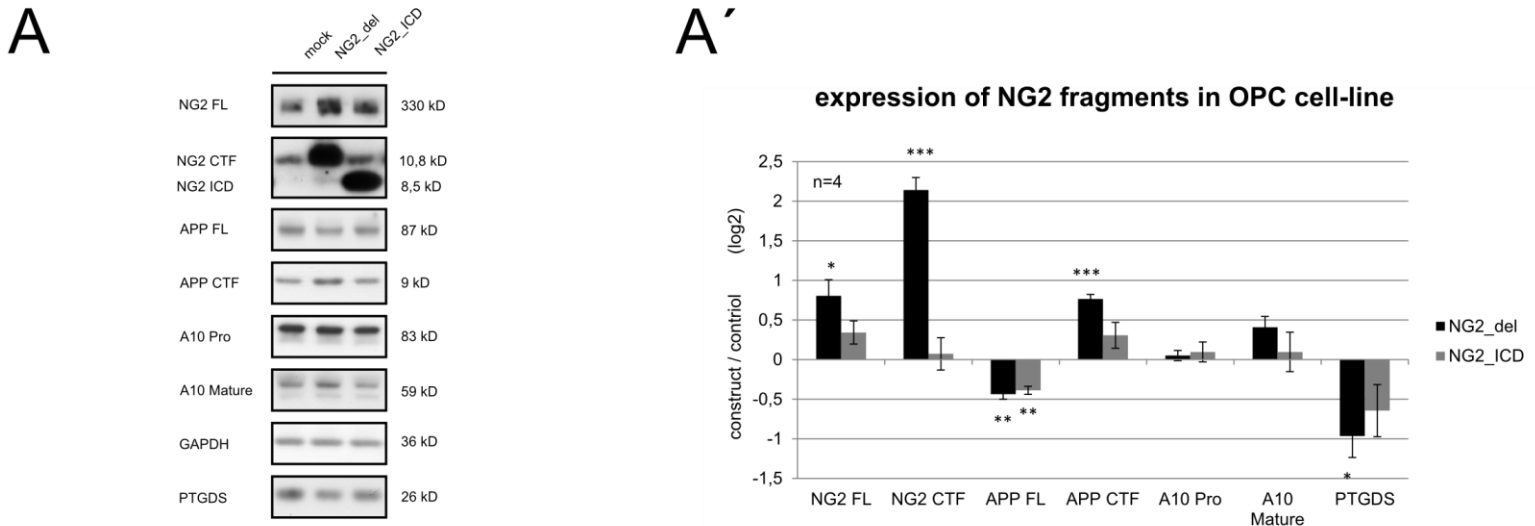 A
mock NG2_del NG2_ICD
NG2 FL 330 kD
NG2 CTF 10,8 kD
NG2 ICD 8,5 kD
APP FL 87 kD
APP CTF 9 kD
A10 Pro 83 kD
A10 Mature 59 kD
GAPDH 36 kD
PTGDS 26 kD
A´
expression of NG2 fragments in OPC cell-line
construct / contriol (log2)
n=4
2,5
2
1,5
1
0,5
0
-0,5
-1
-1,5
*
***
** **
***
*
NG2 FL NG2 CTF APP FL APP CTF A10 Pro A10 PTGDS
Mature
NG2_del
NG2_ICD